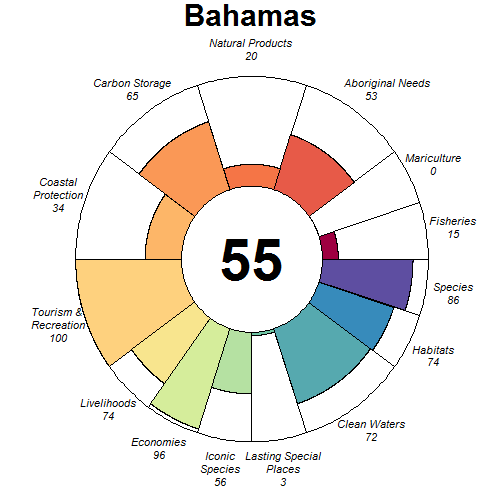 Bahamas
Natural Products
20
Carbon Storage
65
Aboriginal Needs
53
Mariculture
0
Coastal
Protection
34
Fisheries
15
55
Species
86
Tourism &
Recreation
100
Habitats
74
Livelihoods
74
Clean Waters
72
Economies
96
Iconic
Species
56
Lasting Special
Places
3